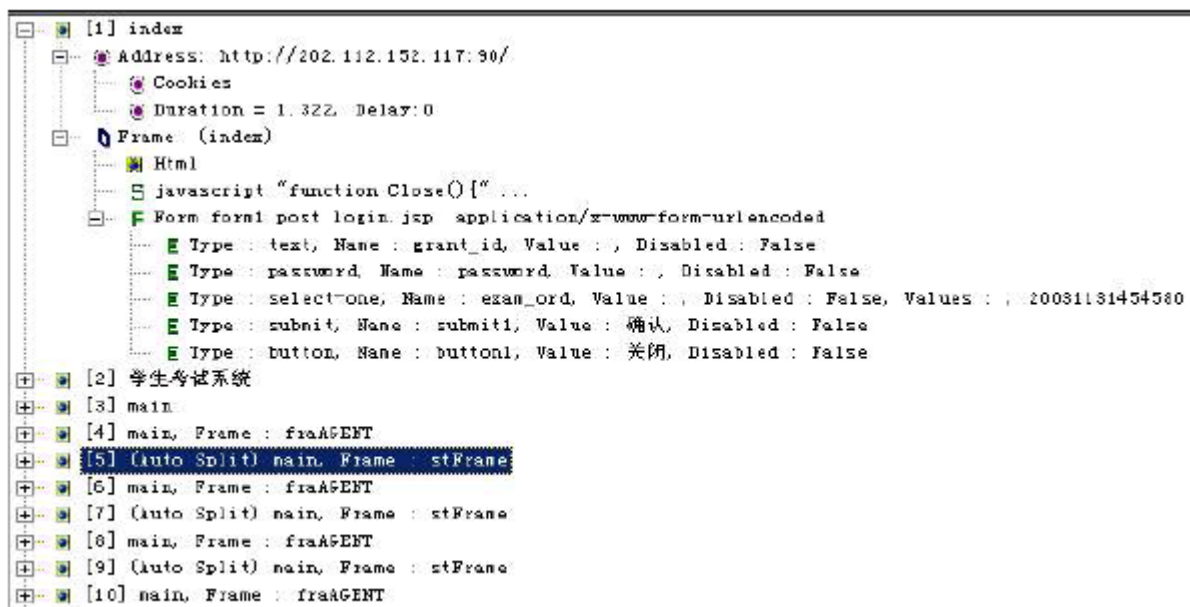 [1] index
Address: http://202.112.152.117:90/
Cookies
Duration = 1.322, Delay:0
Frame (index)
Html
javascript "function Close(){" ...
Form form1 post login.jsp application/x-www-form-urlencoded
Type : text, Name : grant_id, Value : , Disabled : False
Type : password, Name : password, Value : , Disabled : False
Type : select-one, Name : exam_ord, Value : , Disabled : False, Values : , 20031131454580
Type : submit, Name : submit1, Value : 确认, Disabled : False
Type : button, Name : button1, Value : 关闭, Disabled : False
[2] 学生考试系统
[3] main
[4] main, Frame : fraAGENT
[5] (Auto Split) main, Frame : stFrame
[6] main, Frame : fraAGENT
[7] (Auto Split) main, Frame : stFrame
[8] main, Frame : fraAGENT
[9] (Auto Split) main, Frame : stFrame
[10] main, Frame : fraAGENT